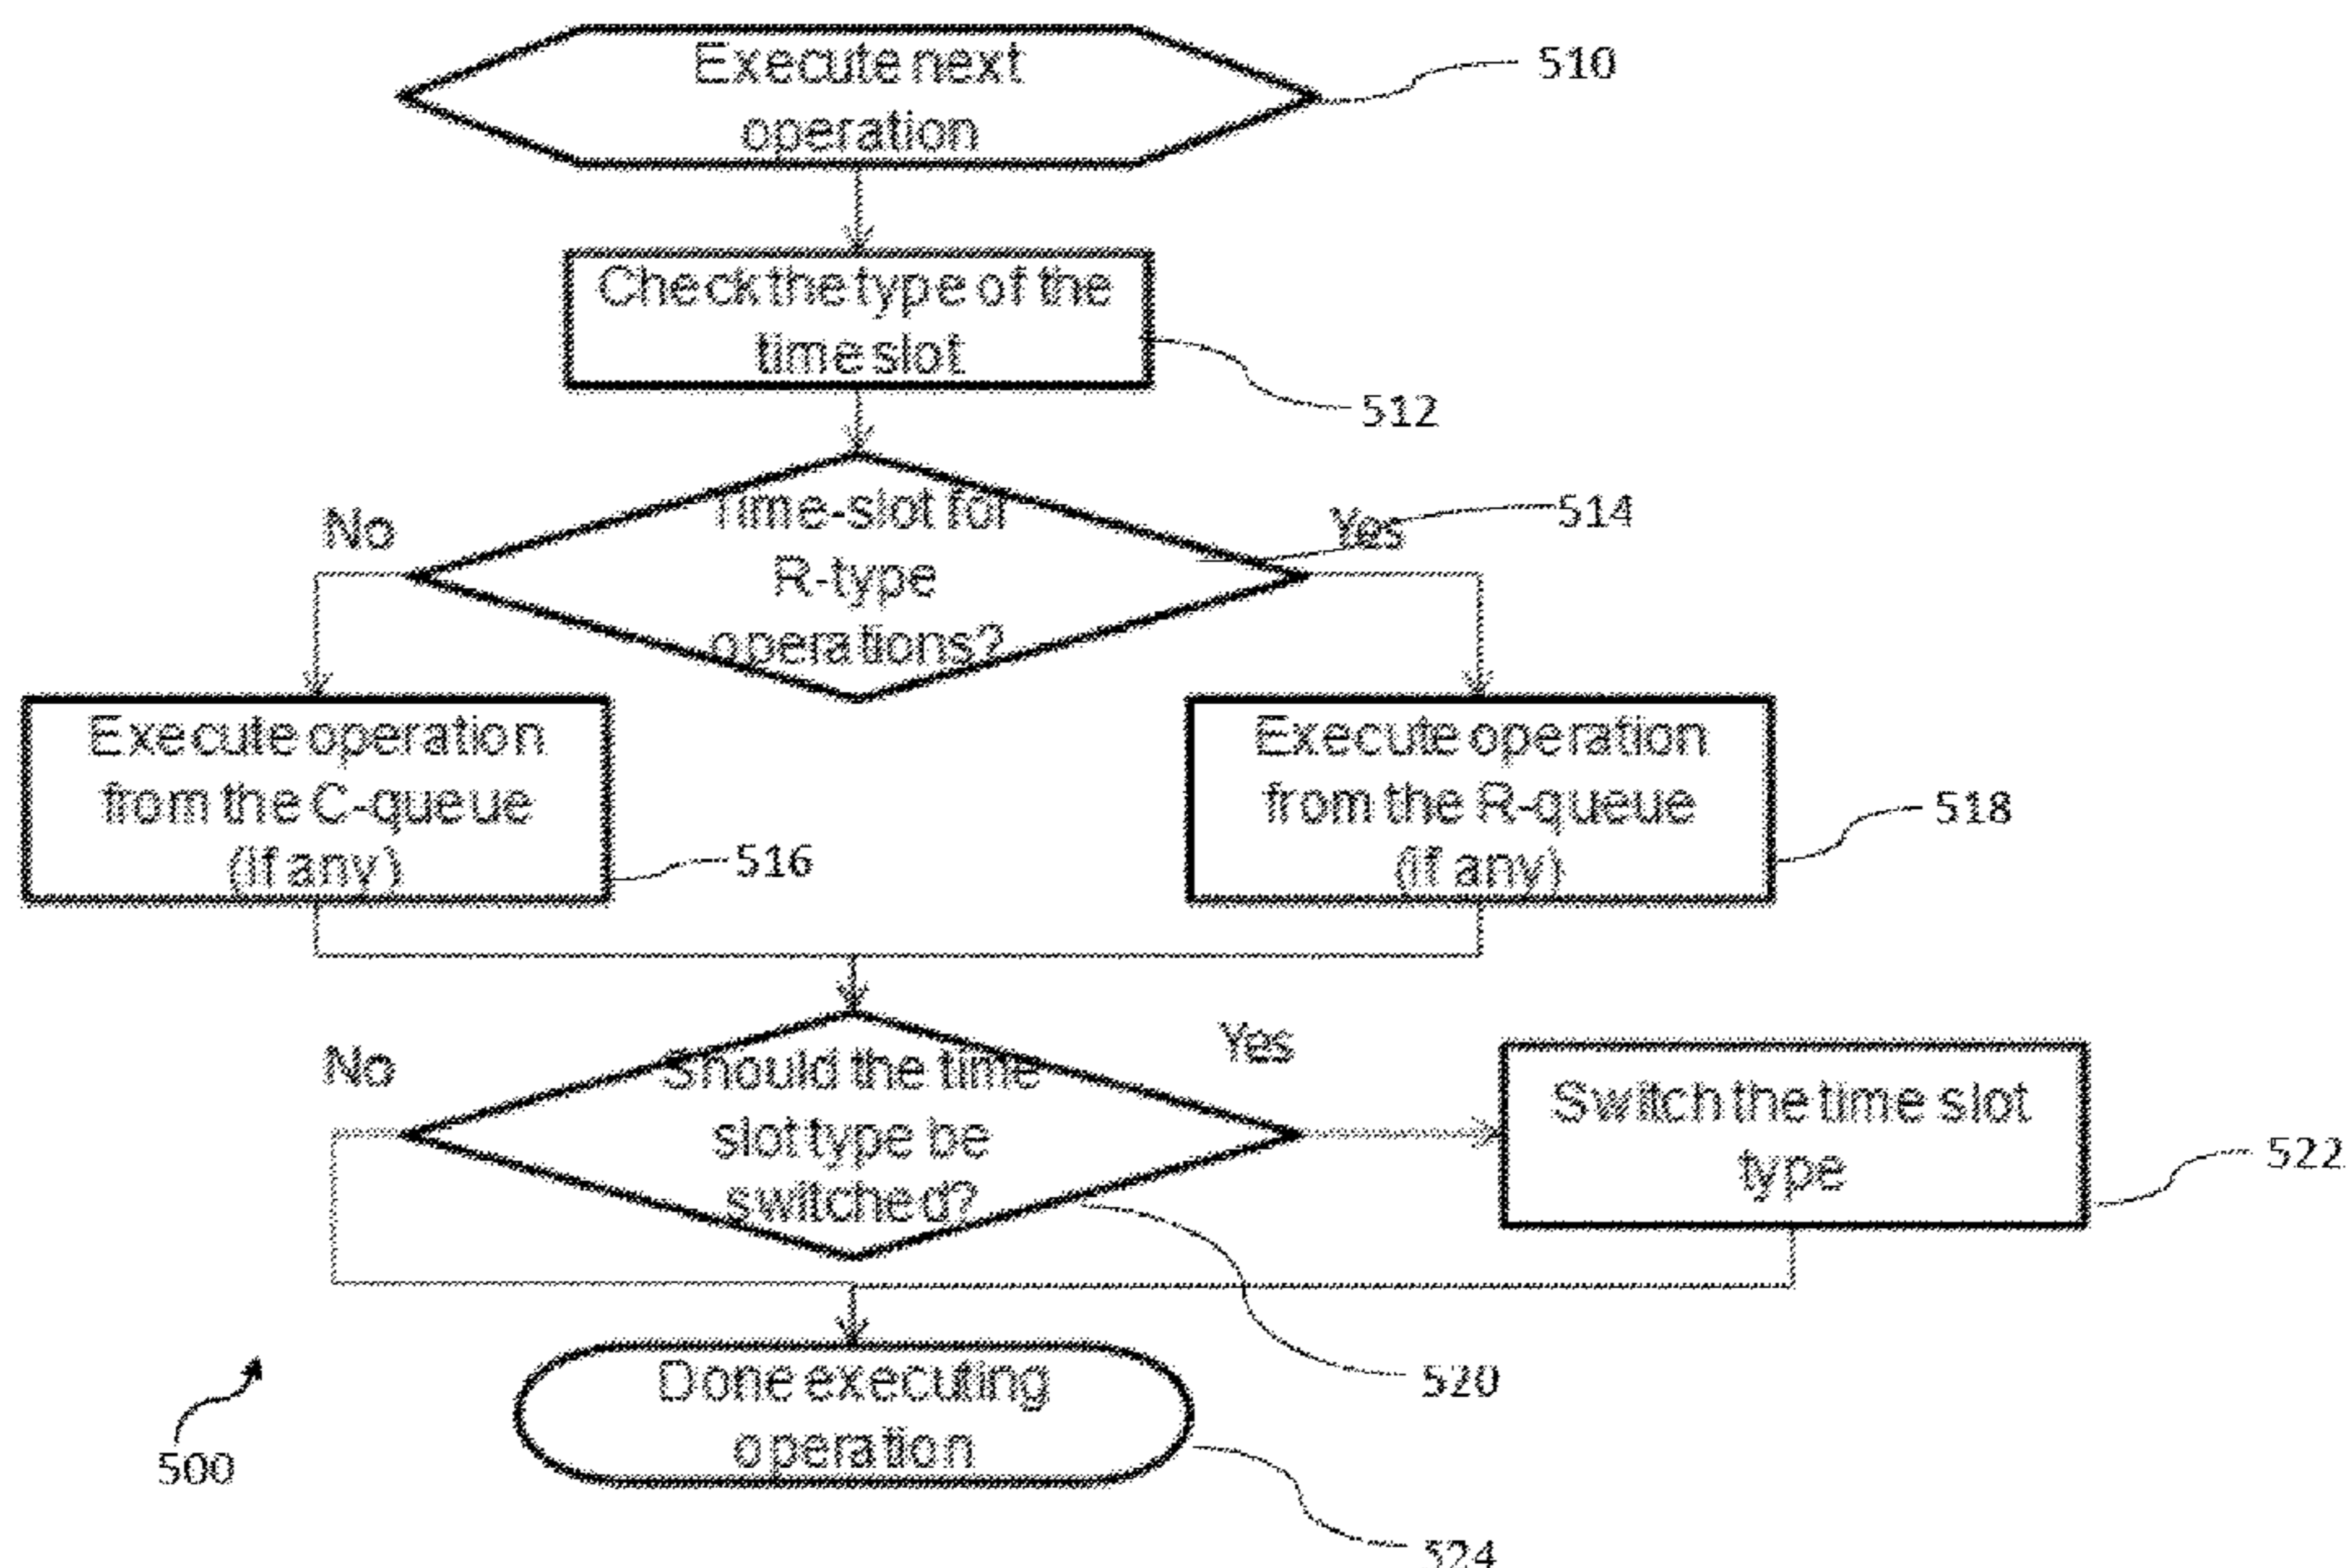 Execute next
operation
510
Check the type of the
time slot
512
Time-slot for
R-type
operations?
No
Yes
514
Execute operation
from the C-queue
(if any)
516
Execute operation
from the R-queue
(if any)
518
Should the time
slot type be
switched?
No
Yes
520
Switch the time slot
type
522
Done executing
operation
524
500